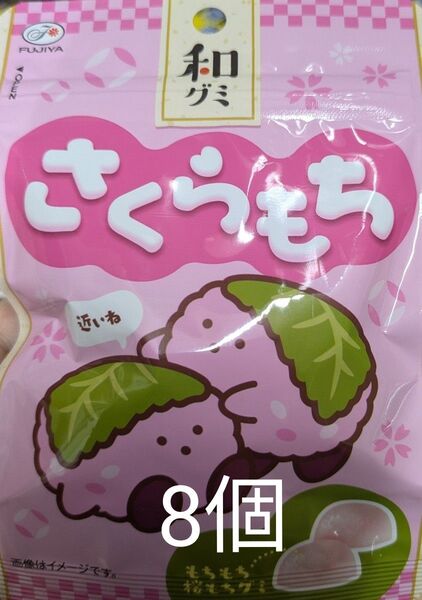 FUJIYA
OPEN
和
グミ
さくらもち
近いね
8個
もちもち
桜もちグミ
画像はイメージです。